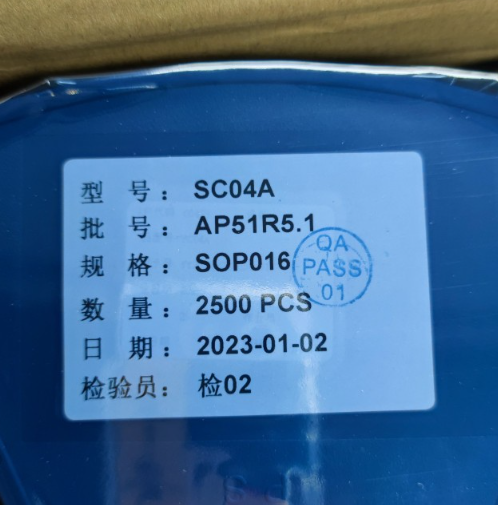 型 号： SC04A
批 号： AP51R5.1
规 格： SOP016
数 量： 2500 PCS
日 期： 2023-01-02
检验员： 检02
QA
PASS
01